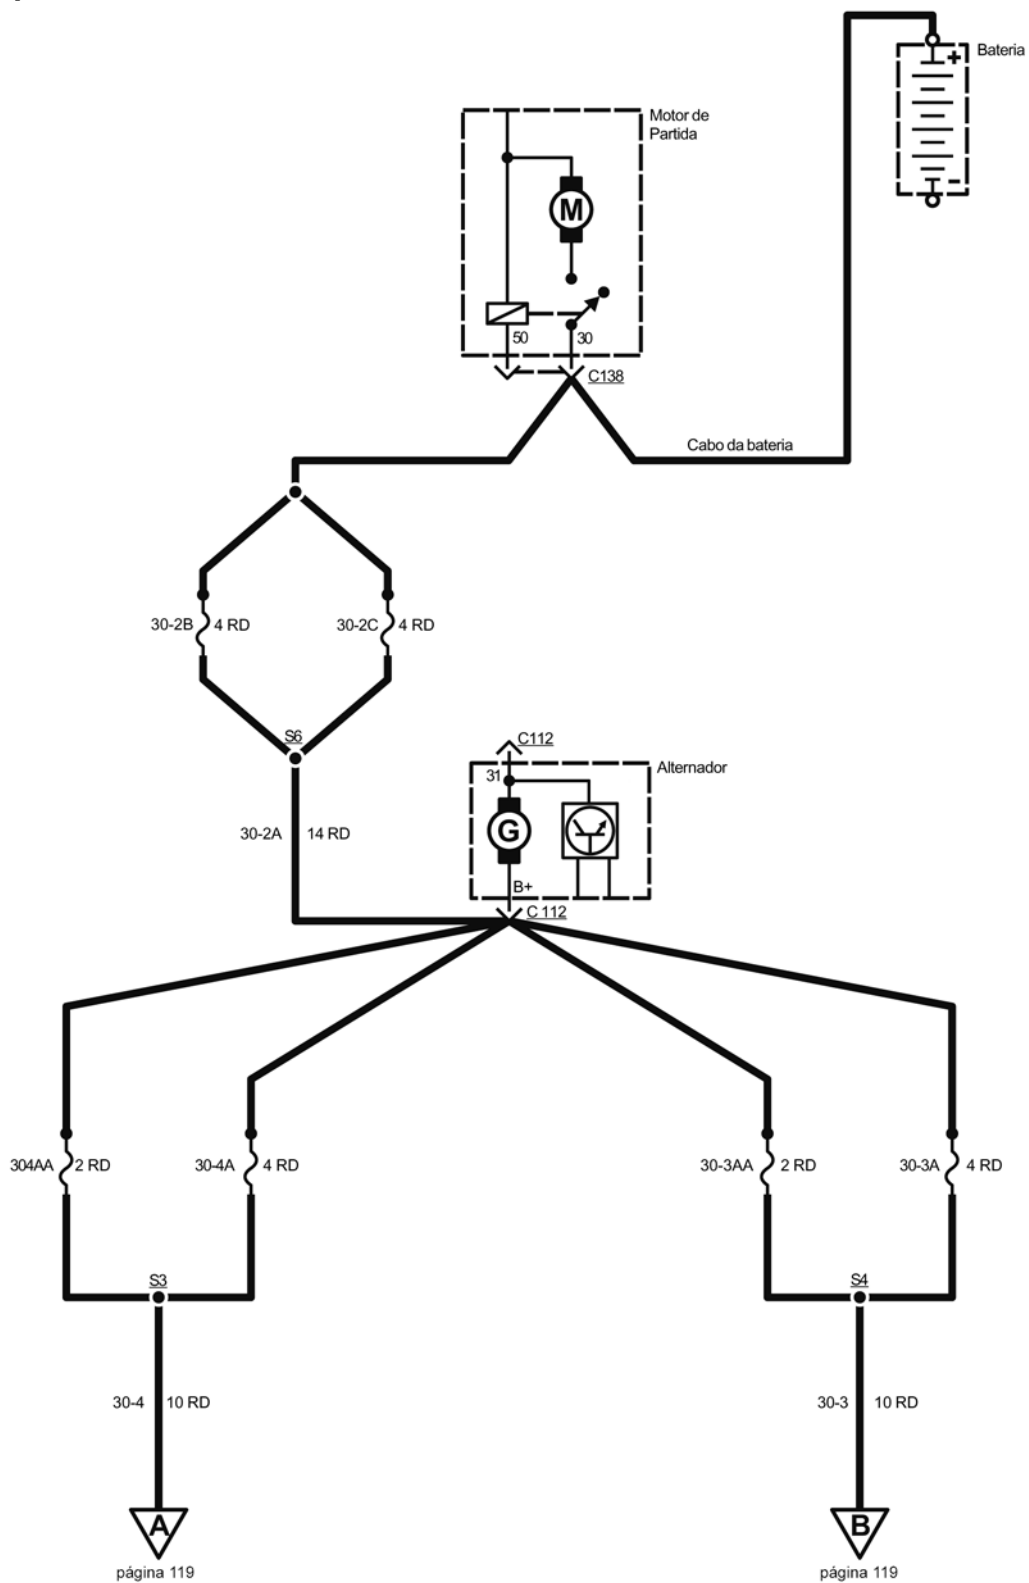 Bateria
+
-
Motor de
Partida
M
50
30
C138
Cabo da bateria
30-2B
4 RD
30-2C
4 RD
S6
C112
31
Alternador
G
30-2A
14 RD
B+
C 112
304AA
2 RD
30-4A
4 RD
30-3AA
2 RD
30-3A
4 RD
S3
S4
30-4
10 RD
30-3
10 RD
A
B
página 119
página 119